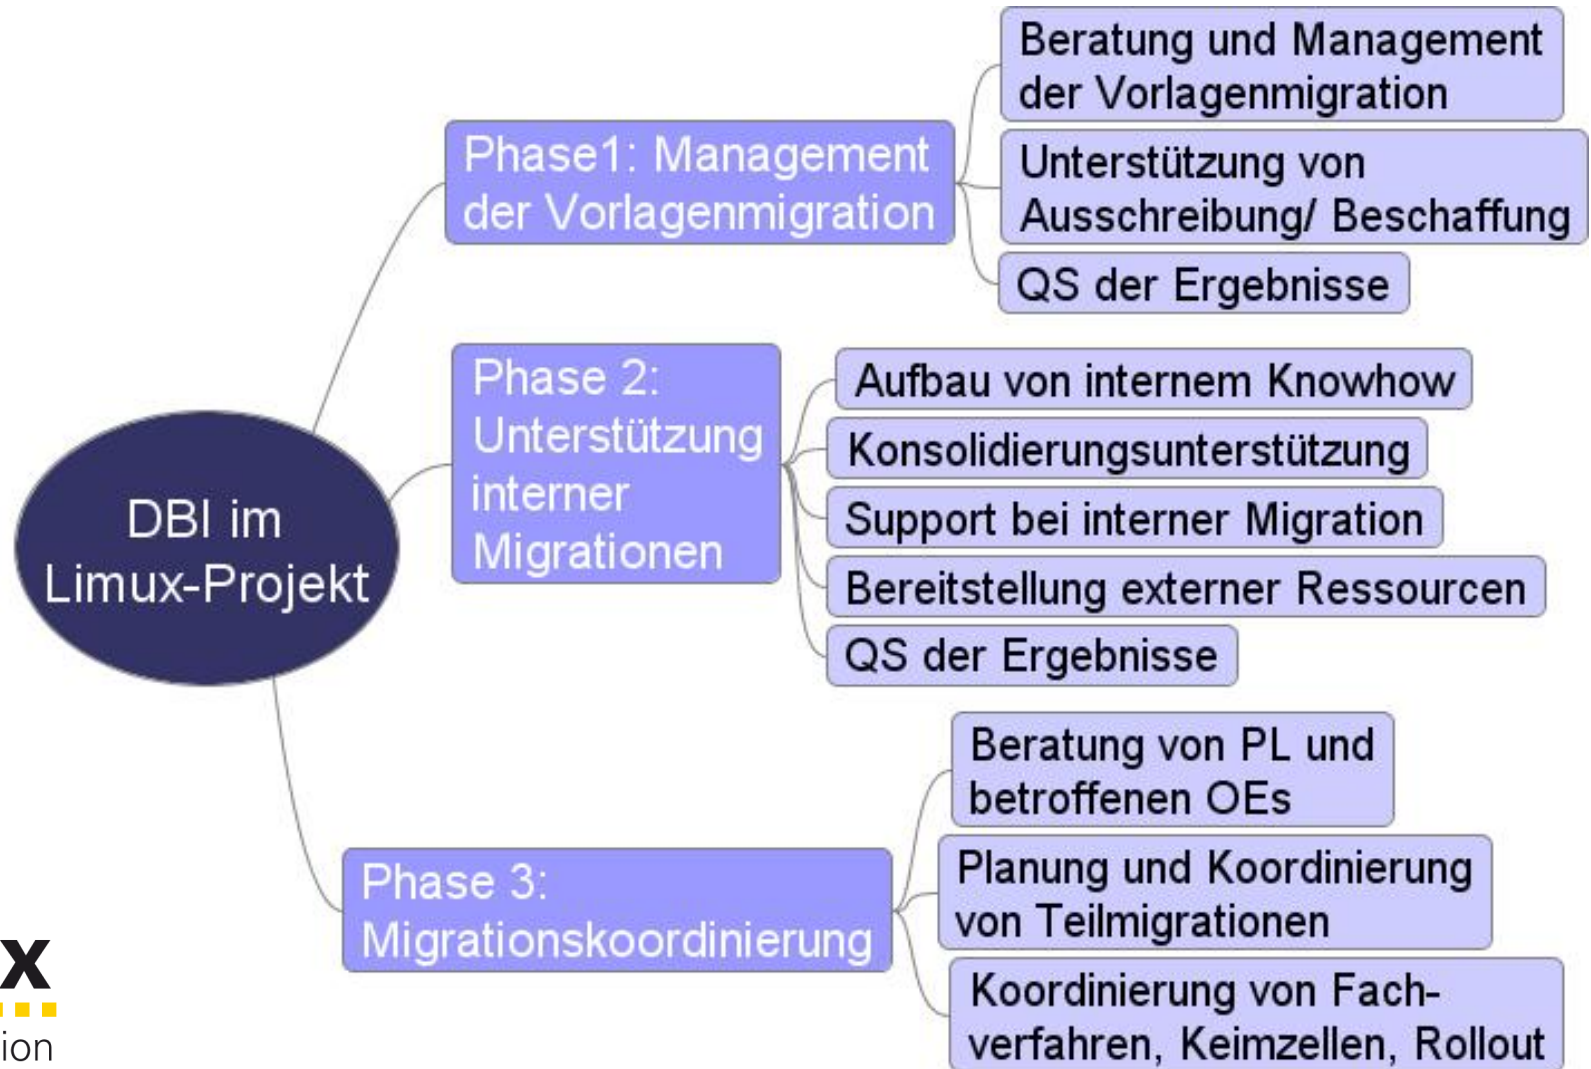 DBI im
Limux-Projekt
Phase1: Management
der Vorlagenmigration
Beratung und Management
der Vorlagenmigration
Unterstützung von
Ausschreibung/ Beschaffung
QS der Ergebnisse
Phase 2:
Unterstützung
interner
Migrationen
Aufbau von internem Knowhow
Konsolidierungsunterstützung
Support bei interner Migration
Bereitstellung externer Ressourcen
QS der Ergebnisse
Phase 3:
Migrationskoordinierung
Beratung von PL und
betroffenen OEs
Planung und Koordinierung
von Teilmigrationen
Koordinierung von Fach-
verfahren, Keimzellen, Rollout
x
ion